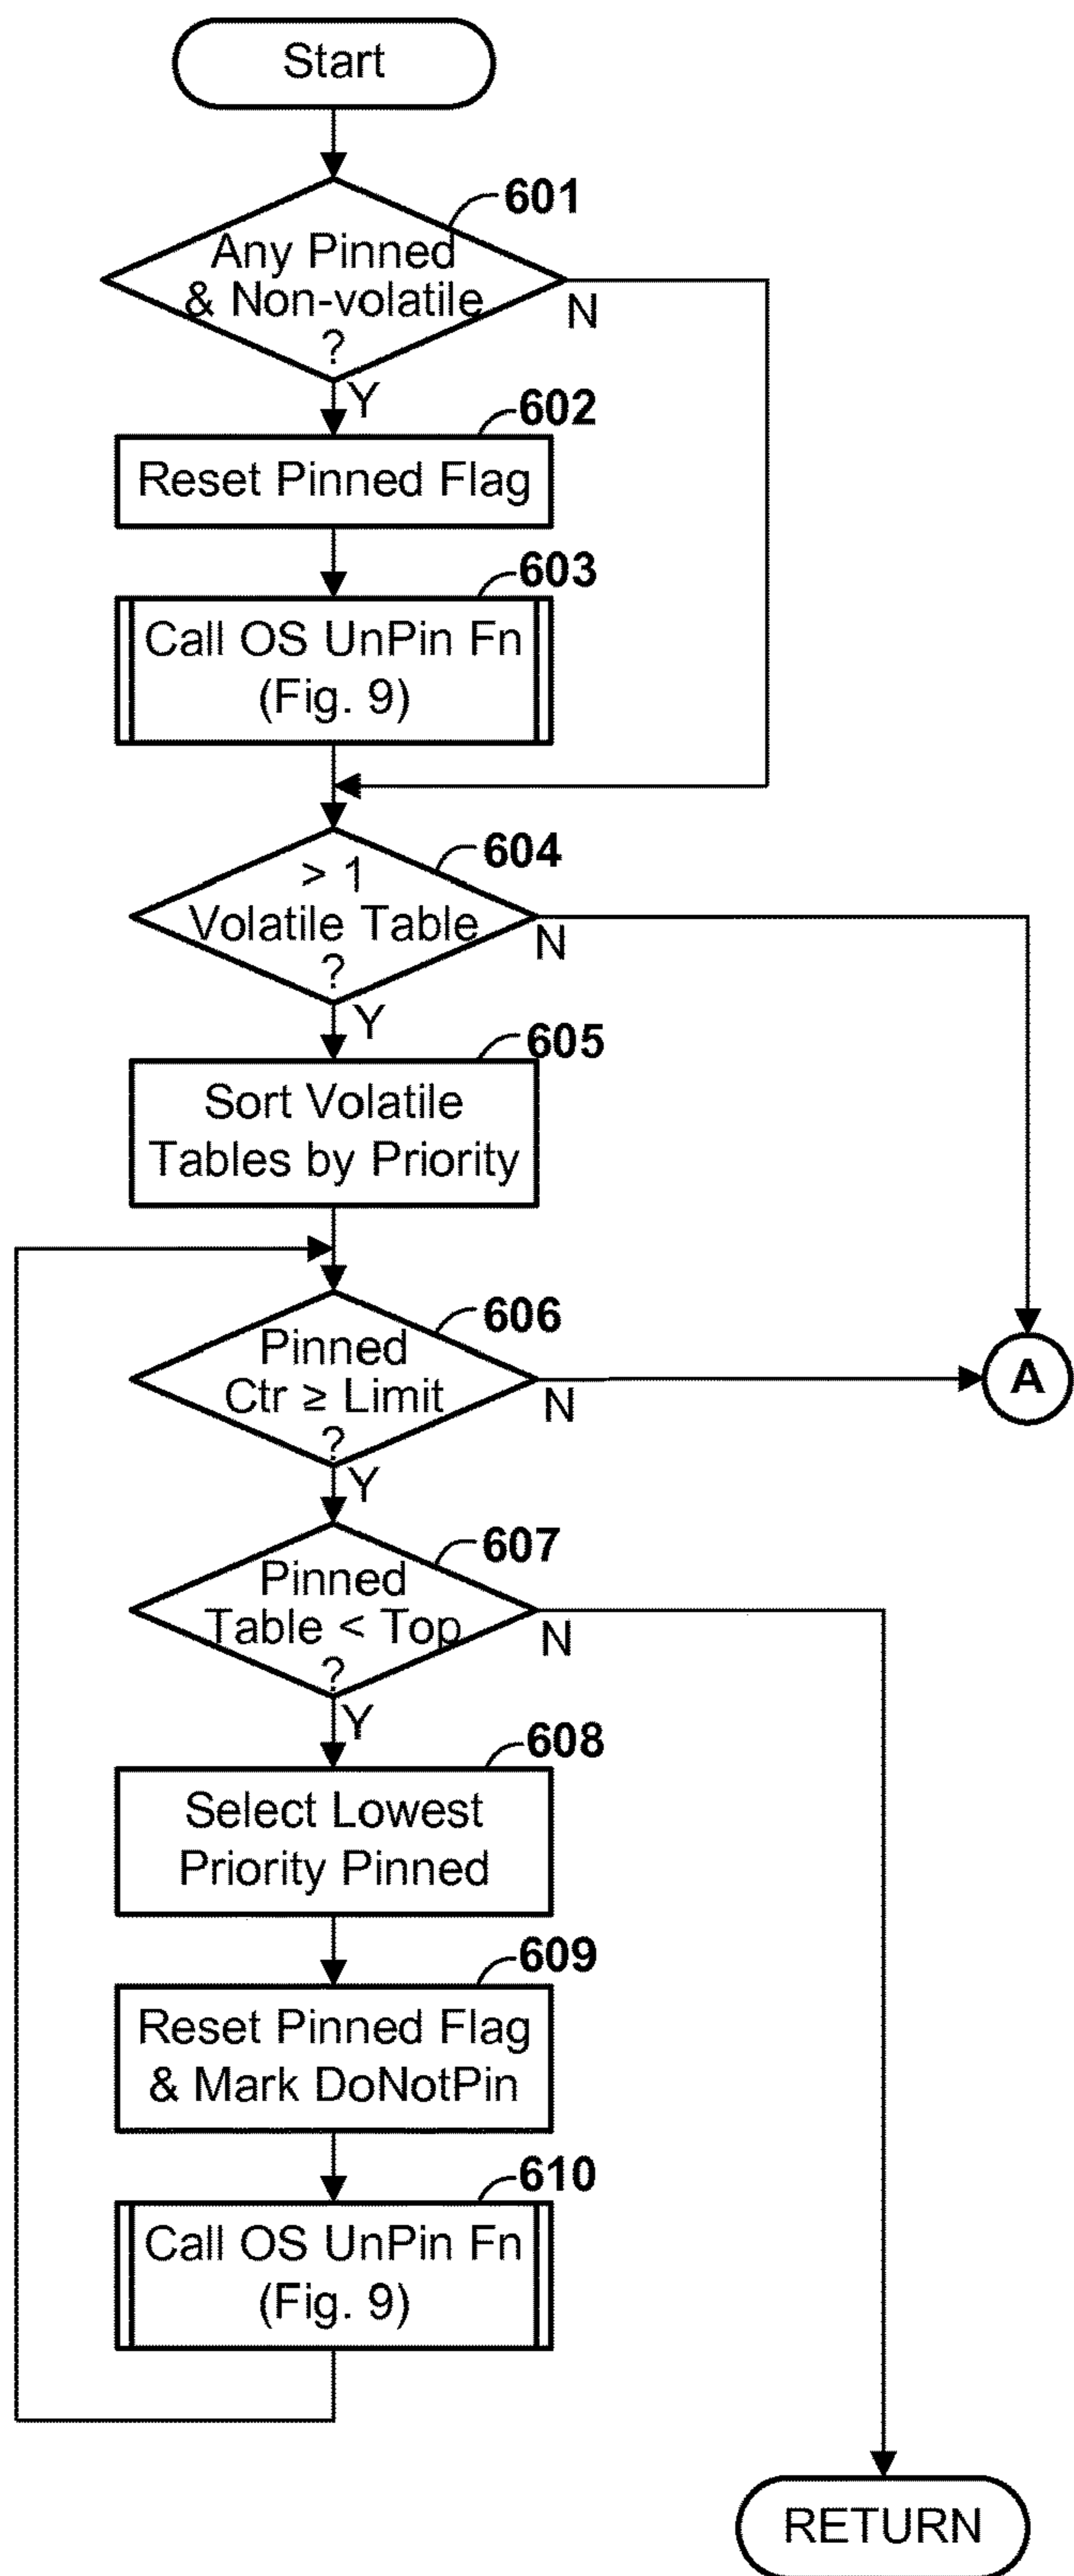 Start
601
Any Pinned
& Non-volatile
?
N
Y
602
Reset Pinned Flag
603
Call OS UnPin Fn
(Fig. 9)
604
> 1
Volatile Table
?
N
Y
605
Sort Volatile
Tables by Priority
606
Pinned
Ctr ≥ Limit
?
N
A
Y
607
Pinned
Table < Top
?
N
Y
608
Select Lowest
Priority Pinned
609
Reset Pinned Flag
& Mark DoNotPin
610
Call OS UnPin Fn
(Fig. 9)
RETURN